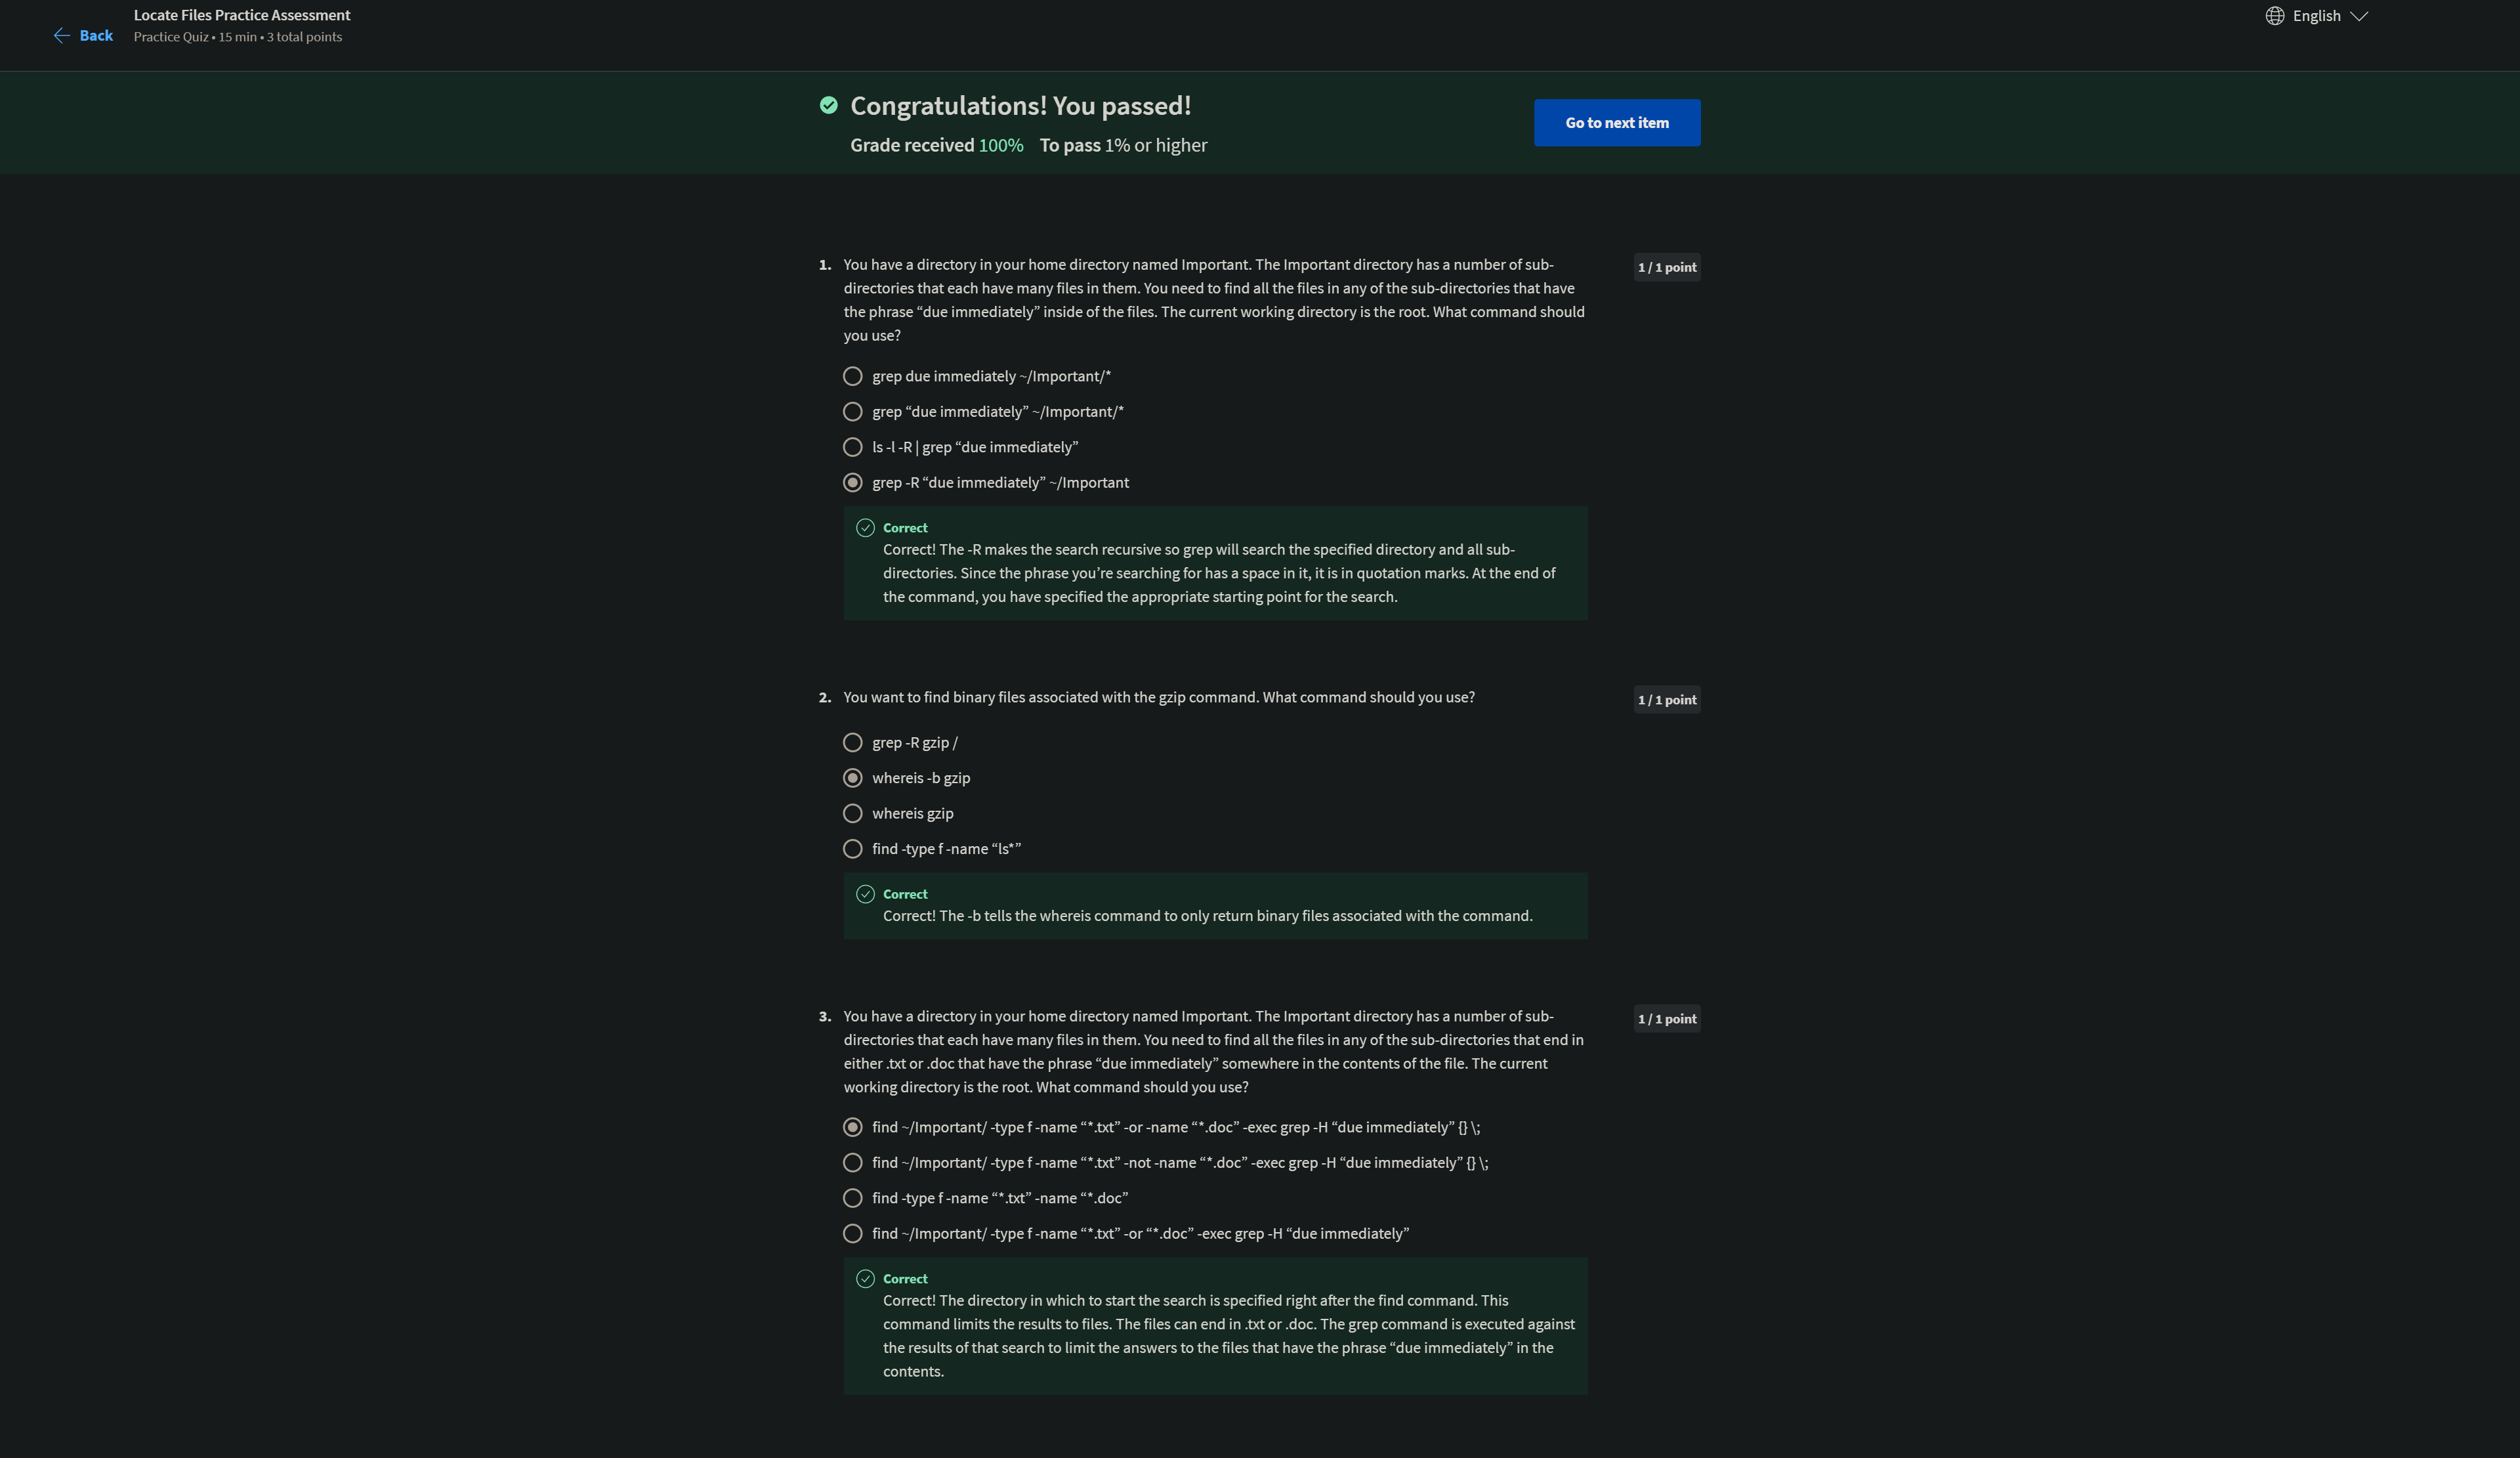 Back
Locate Files Practice Assessment
Practice Quiz • 15 min • 3 total points
English
Congratulations! You passed!
Grade received 100% To pass 1% or higher
Go to next item
1. You have a directory in your home directory named Important. The Important directory has a number of sub-
directories that each have many files in them. You need to find all the files in any of the sub-directories that have
the phrase “due immediately” inside of the files. The current working directory is the root. What command should
you use?
1 / 1 point
grep due immediately ~/Important/*
grep “due immediately” ~/Important/*
ls -l -R | grep “due immediately”
grep -R “due immediately” ~/Important
Correct
Correct! The -R makes the search recursive so grep will search the specified directory and all sub-
directories. Since the phrase you’re searching for has a space in it, it is in quotation marks. At the end of
the command, you have specified the appropriate starting point for the search.
2. You want to find binary files associated with the gzip command. What command should you use?
1 / 1 point
grep -R gzip /
whereis -b gzip
whereis gzip
find -type f -name “ls*”
Correct
Correct! The -b tells the whereis command to only return binary files associated with the command.
3. You have a directory in your home directory named Important. The Important directory has a number of sub-
directories that each have many files in them. You need to find all the files in any of the sub-directories that end in
either .txt or .doc that have the phrase “due immediately” somewhere in the contents of the file. The current
working directory is the root. What command should you use?
1 / 1 point
find ~/Important/ -type f -name “*.txt” -or -name “*.doc” -exec grep -H “due immediately” {} \;
find ~/Important/ -type f -name “*.txt” -not -name “*.doc” -exec grep -H “due immediately” {} \;
find -type f -name “*.txt” -name “*.doc”
find ~/Important/ -type f -name “*.txt” -or “*.doc” -exec grep -H “due immediately”
Correct
Correct! The directory in which to start the search is specified right after the find command. This
command limits the results to files. The files can end in .txt or .doc. The grep command is executed against
the results of that search to limit the answers to the files that have the phrase “due immediately” in the
contents.